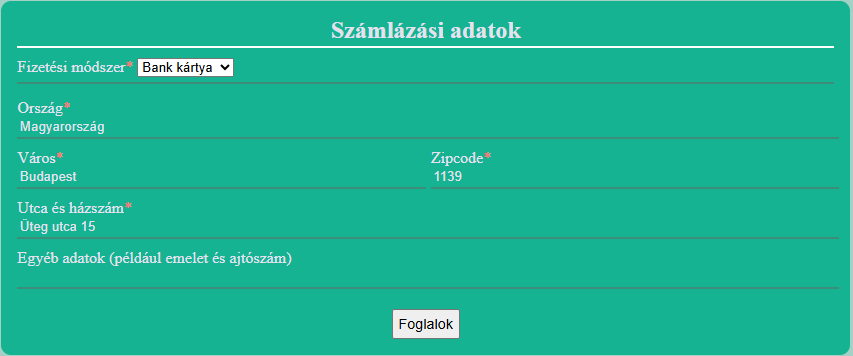 Számlázási adatok
Fizetési módszer* Bank kártya
Ország*
Magyarország
Város* Zipcode*
Budapest 1139
Utca és házszám*
Üteg utca 15
Egyéb adatok (például emelet és ajtószám)
Foglalok